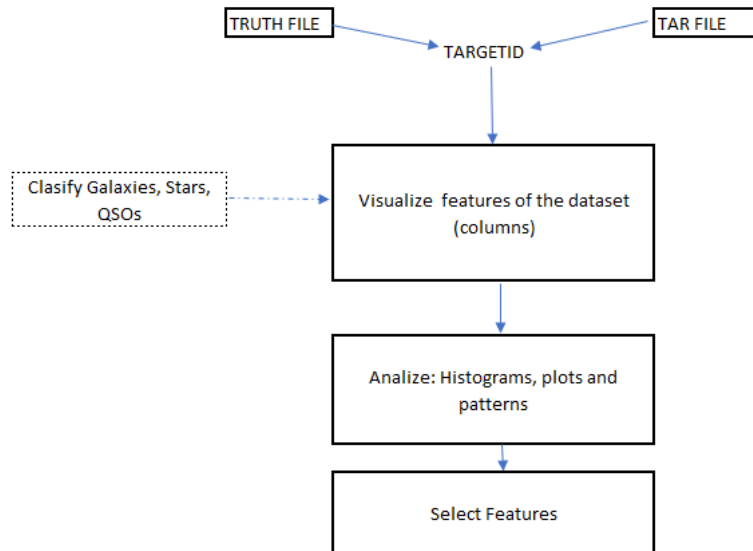 TRUTH FILE
TAR FILE
TARGETID
Clasify Galaxies, Stars,
QSOs
Visualize features of the dataset
(columns)
Analize: Histograms, plots and
patterns
Select Features